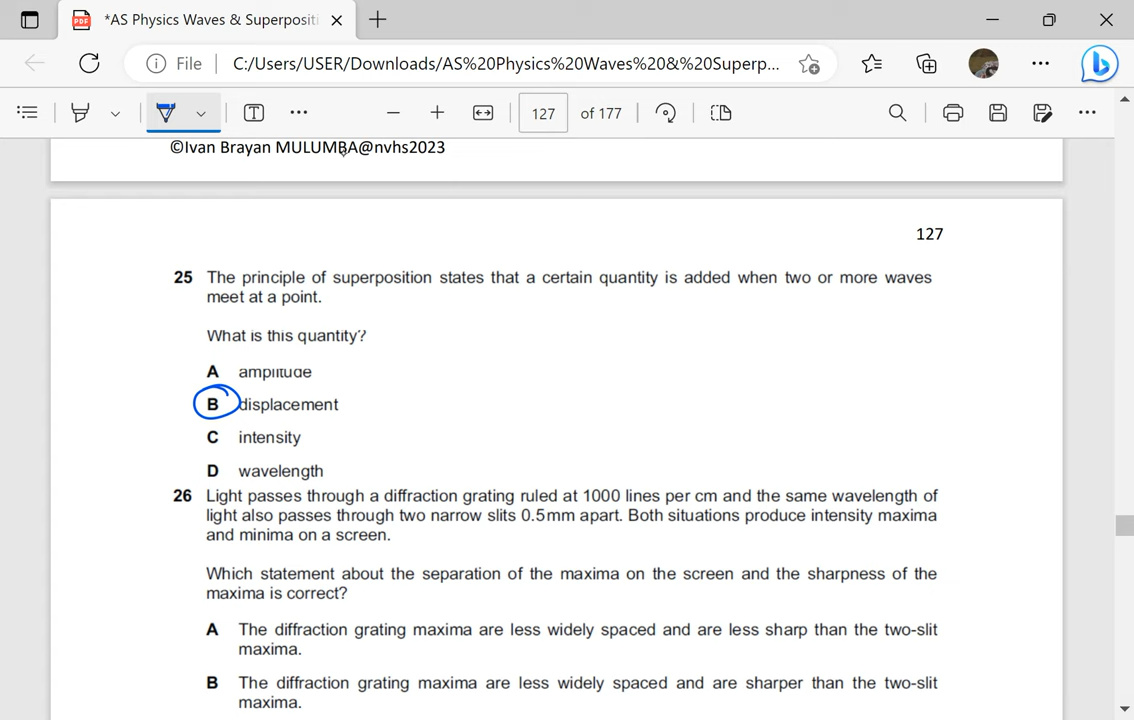 *AS Physics Waves & Superpositi
File
C:/Users/USER/Downloads/AS%20Physics%20Waves%20&%20Superp...
127
of 177
©Ivan Brayan MULUMBA@nvhs2023
127
25 The principle of superposition states that a certain quantity is added when two or more waves
meet at a point.
What is this quantity?
A amplitude
B displacement
C intensity
D wavelength
26 Light passes through a diffraction grating ruled at 1000 lines per cm and the same wavelength of
light also passes through two narrow slits 0.5 mm apart. Both situations produce intensity maxima
and minima on a screen.
Which statement about the separation of the maxima on the screen and the sharpness of the
maxima is correct?
A The diffraction grating maxima are less widely spaced and are less sharp than the two-slit
maxima.
B The diffraction grating maxima are less widely spaced and are sharper than the two-slit
maxima.